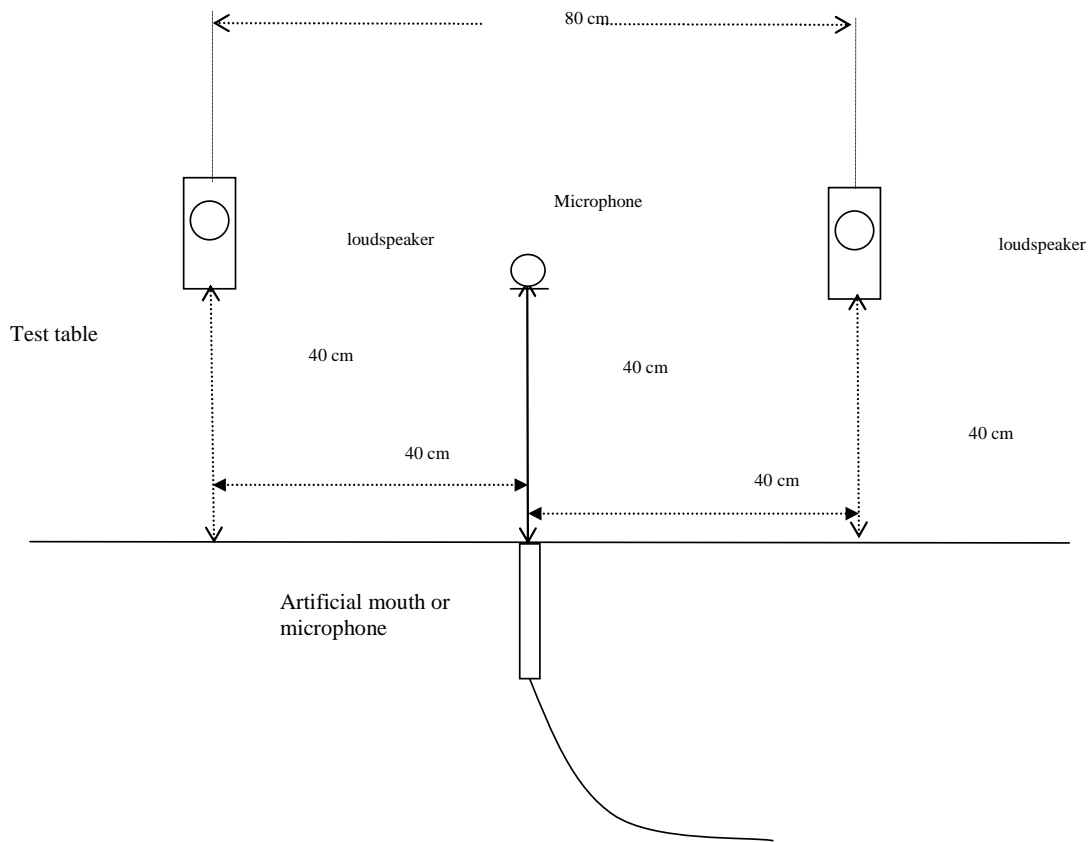 80 cm
Microphone
loudspeaker
loudspeaker
Test table
40 cm
40 cm
40 cm
40 cm
40 cm
Artificial mouth or
microphone